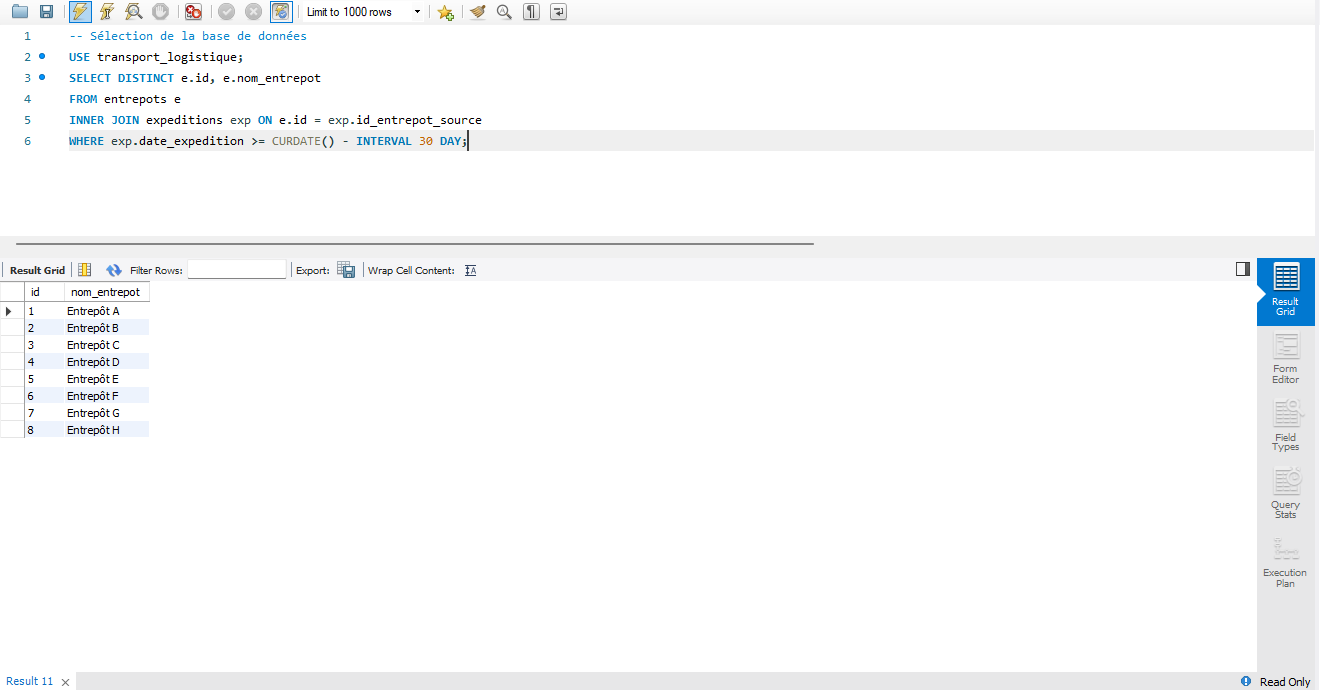 Limit to 1000 rows
1 -- Sélection de la base de données
2 USE transport_logistique;
3 SELECT DISTINCT e.id, e.nom_entrepot
4 FROM entrepots e
5 INNER JOIN expeditions exp ON e.id = exp.id_entrepot_source
6 WHERE exp.date_expedition >= CURDATE() - INTERVAL 30 DAY;
Result Grid Filter Rows: Export: Wrap Cell Content:
id nom_entrepot
1 Entrepôt A
2 Entrepôt B
3 Entrepôt C
4 Entrepôt D
5 Entrepôt E
6 Entrepôt F
7 Entrepôt G
8 Entrepôt H
Result
Grid
Form
Editor
Field
Types
Query
Stats
Execution
Plan
Result 11
Read Only